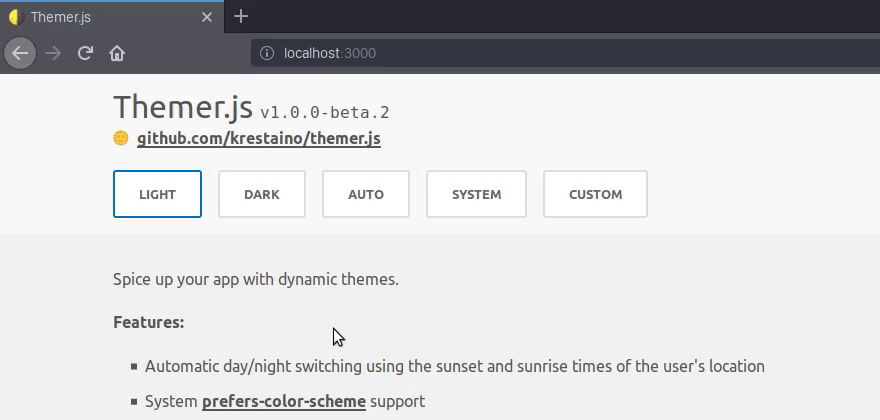 Themer.js
localhost:3000
Themer.js v1.0.0-beta.2
github.com/krestaino/themer.js
LIGHT DARK AUTO SYSTEM CUSTOM
Spice up your app with dynamic themes.
Features:
Automatic day/night switching using the sunset and sunrise times of the user's location
System prefers-color-scheme support